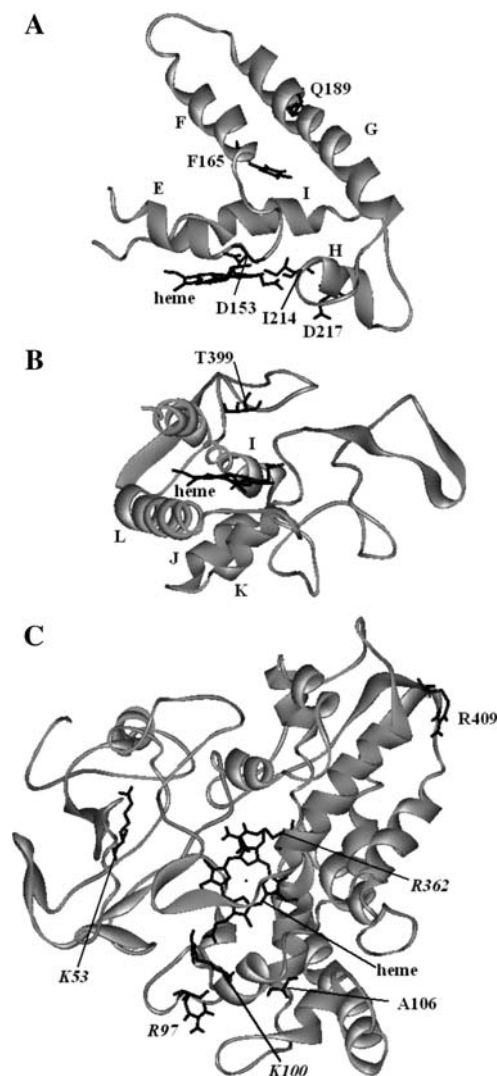 A
Q189
F
G
F165
E
I
H
heme
D153
I214
D217
B
T399
I
heme
L
J
K
C
R409
R362
K53
heme
A106
R97
K100